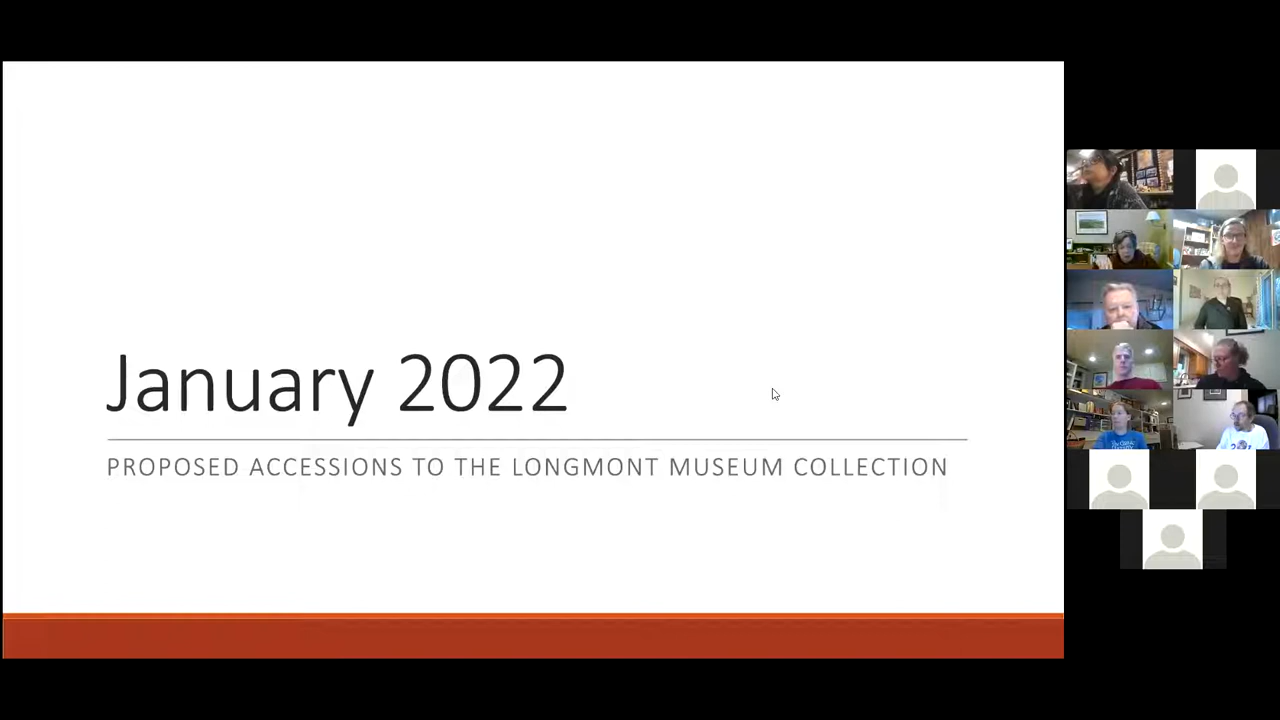 January 2022
PROPOSED ACCESSIONS TO THE LONGMONT MUSEUM COLLECTION